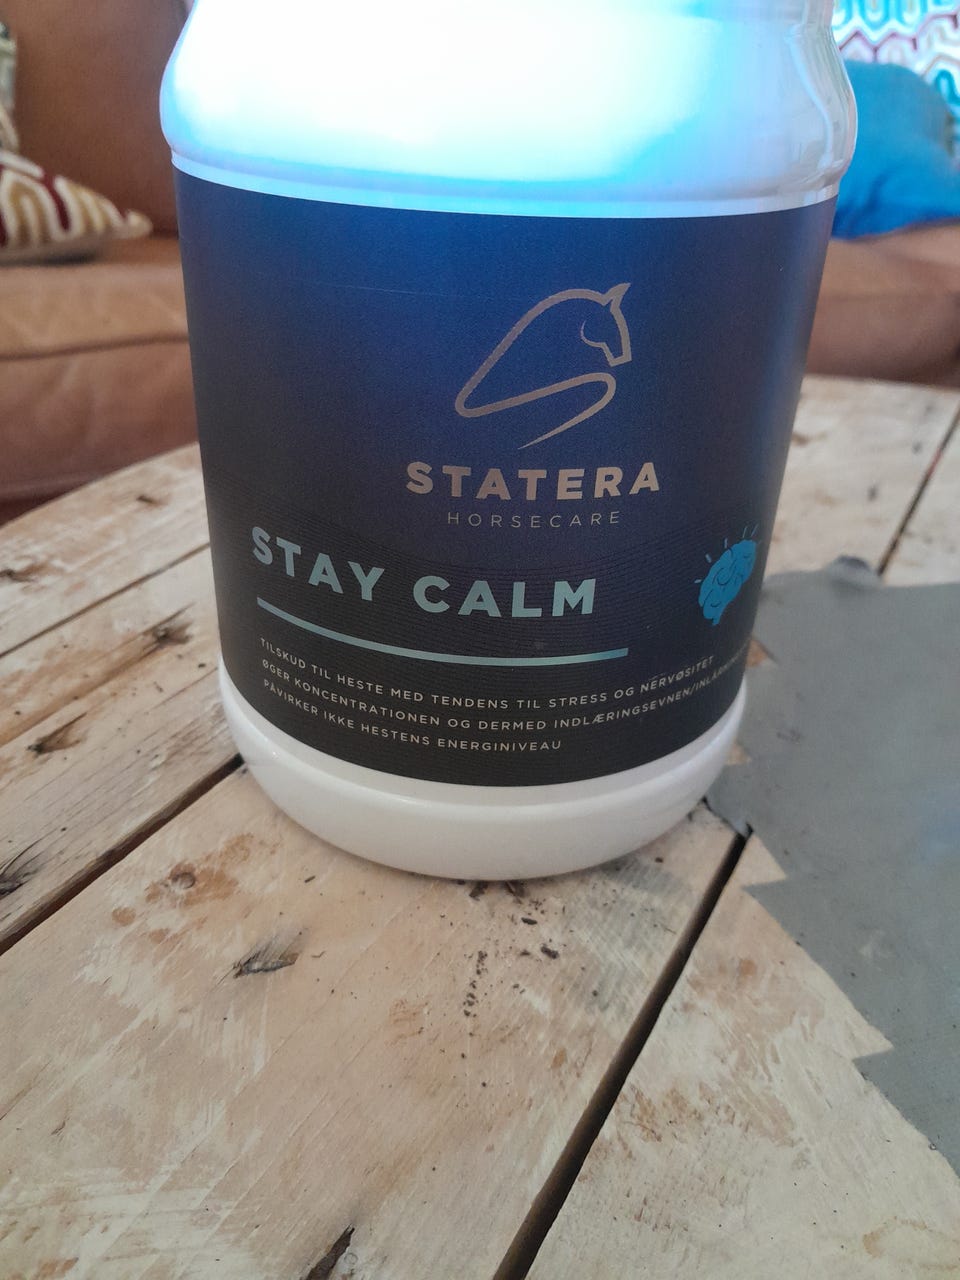 STATERA
HORSECARE
STAY CALM
TILSKUD TIL HESTE MED TENDENS TIL STRESS OG NERVØSITET
ØGER KONCENTRATIONEN OG DERMED INDLÆRINGSEVNEN/
PÅVIRKER IKKE HESTENS ENERGINIVEAU